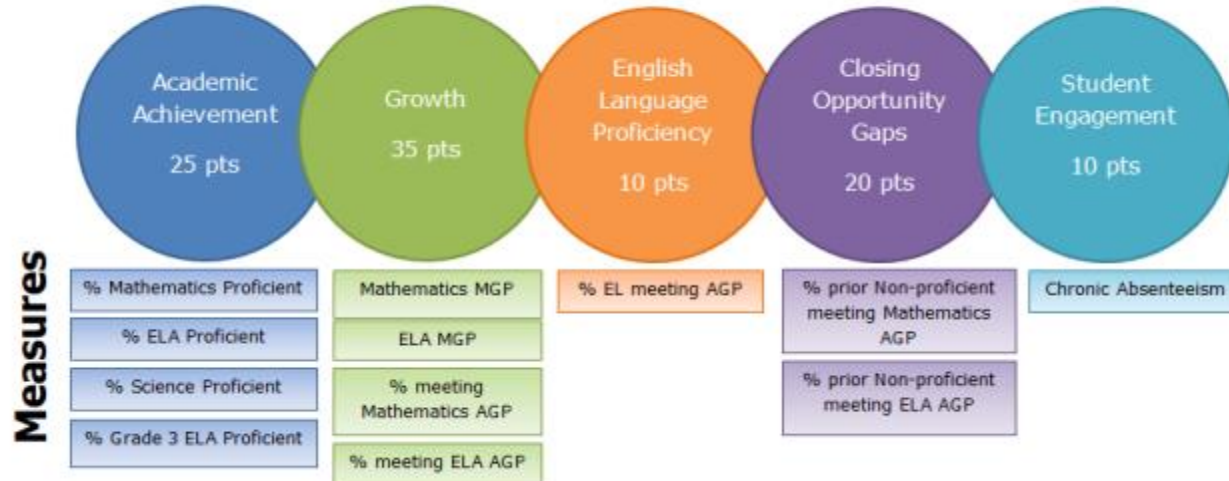 Academic
Achievement
25 pts
Growth
35 pts
English
Language
Proficiency
10 pts
Closing
Opportunity
Gaps
20 pts
Student
Engagement
10 pts
Measures
% Mathematics Proficient
% ELA Proficient
% Science Proficient
% Grade 3 ELA Proficient
Mathematics MGP
ELA MGP
% meeting
Mathematics AGP
% meeting ELA AGP
% EL meeting AGP
% prior Non-proficient
meeting Mathematics
AGP
% prior Non-proficient
meeting ELA AGP
Chronic Absenteeism